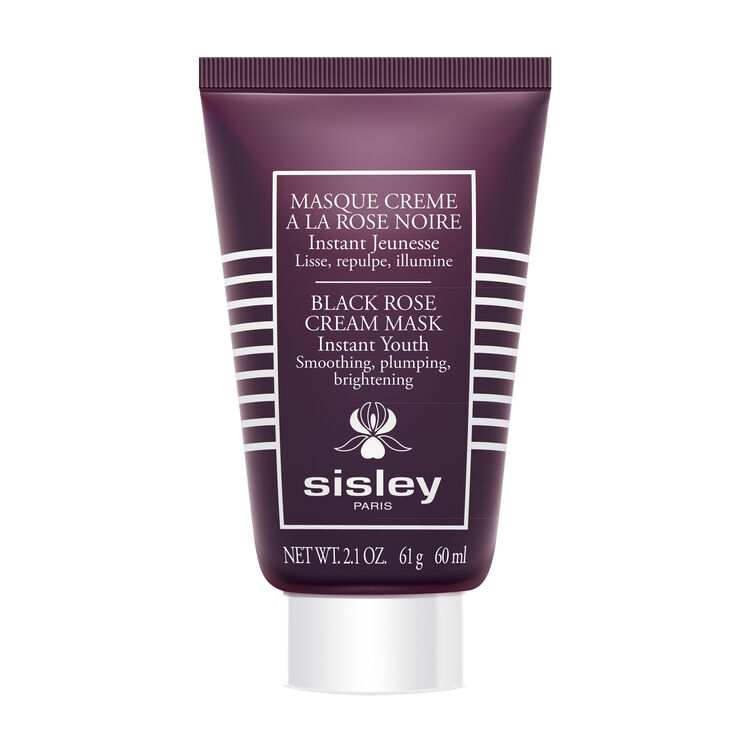 MASQUE CREME
A LA ROSE NOIRE
Instant Jeunesse
Lisse, repulpe, illumine
BLACK ROSE
CREAM MASK
Instant Youth
Smoothing, plumping,
brightening
sisley
PARIS
NET WT. 2.1 OZ. 61 g 60 ml